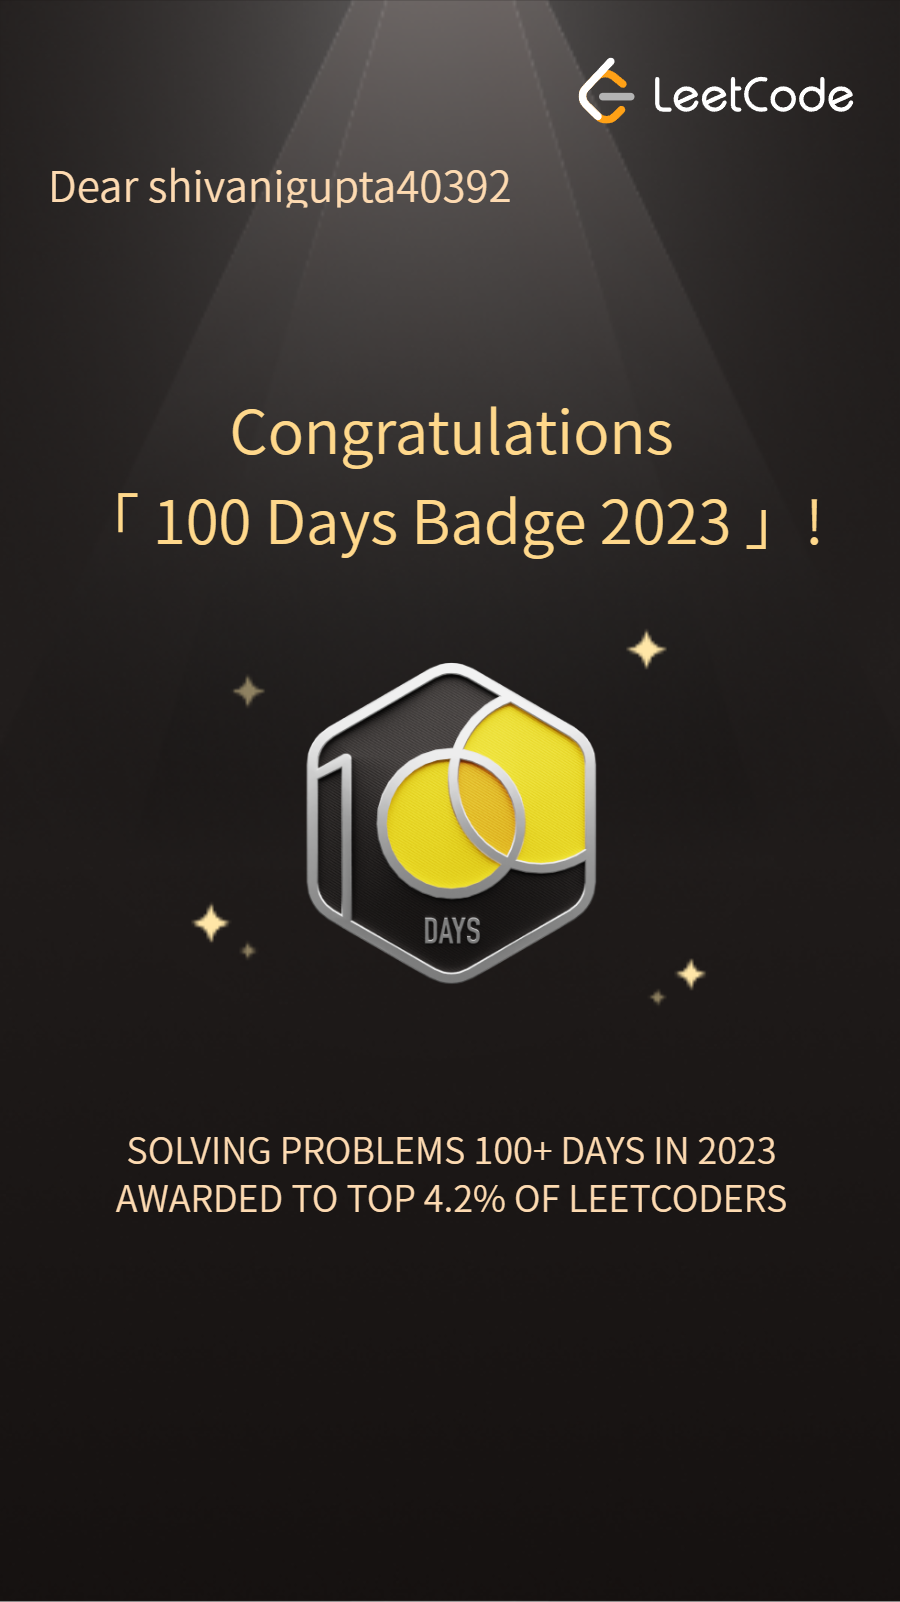 LeetCode
Dear shivanigupta40392
Congratulations
「 100 Days Badge 2023 」!
100
DAYS
SOLVING PROBLEMS 100+ DAYS IN 2023
AWARDED TO TOP 4.2% OF LEETCODERS